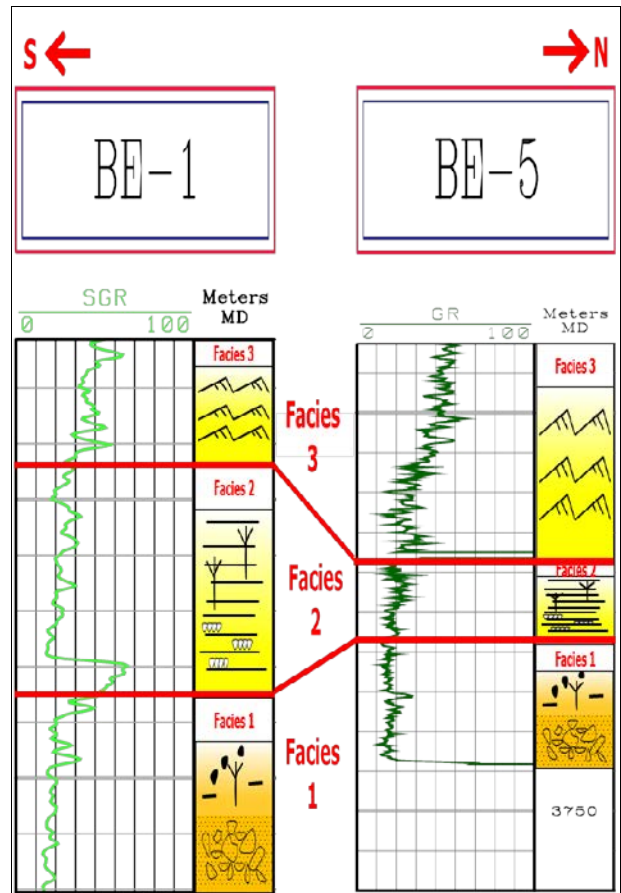 S N
BE-1 BE-5
SGR Meters
0 100 MD
GR Meters
0 100 MD
Facies 3
Facies 3
Facies
3
Facies 2
Facies
2
Facies 2
Facies 1
Facies 1
Facies
1
3750